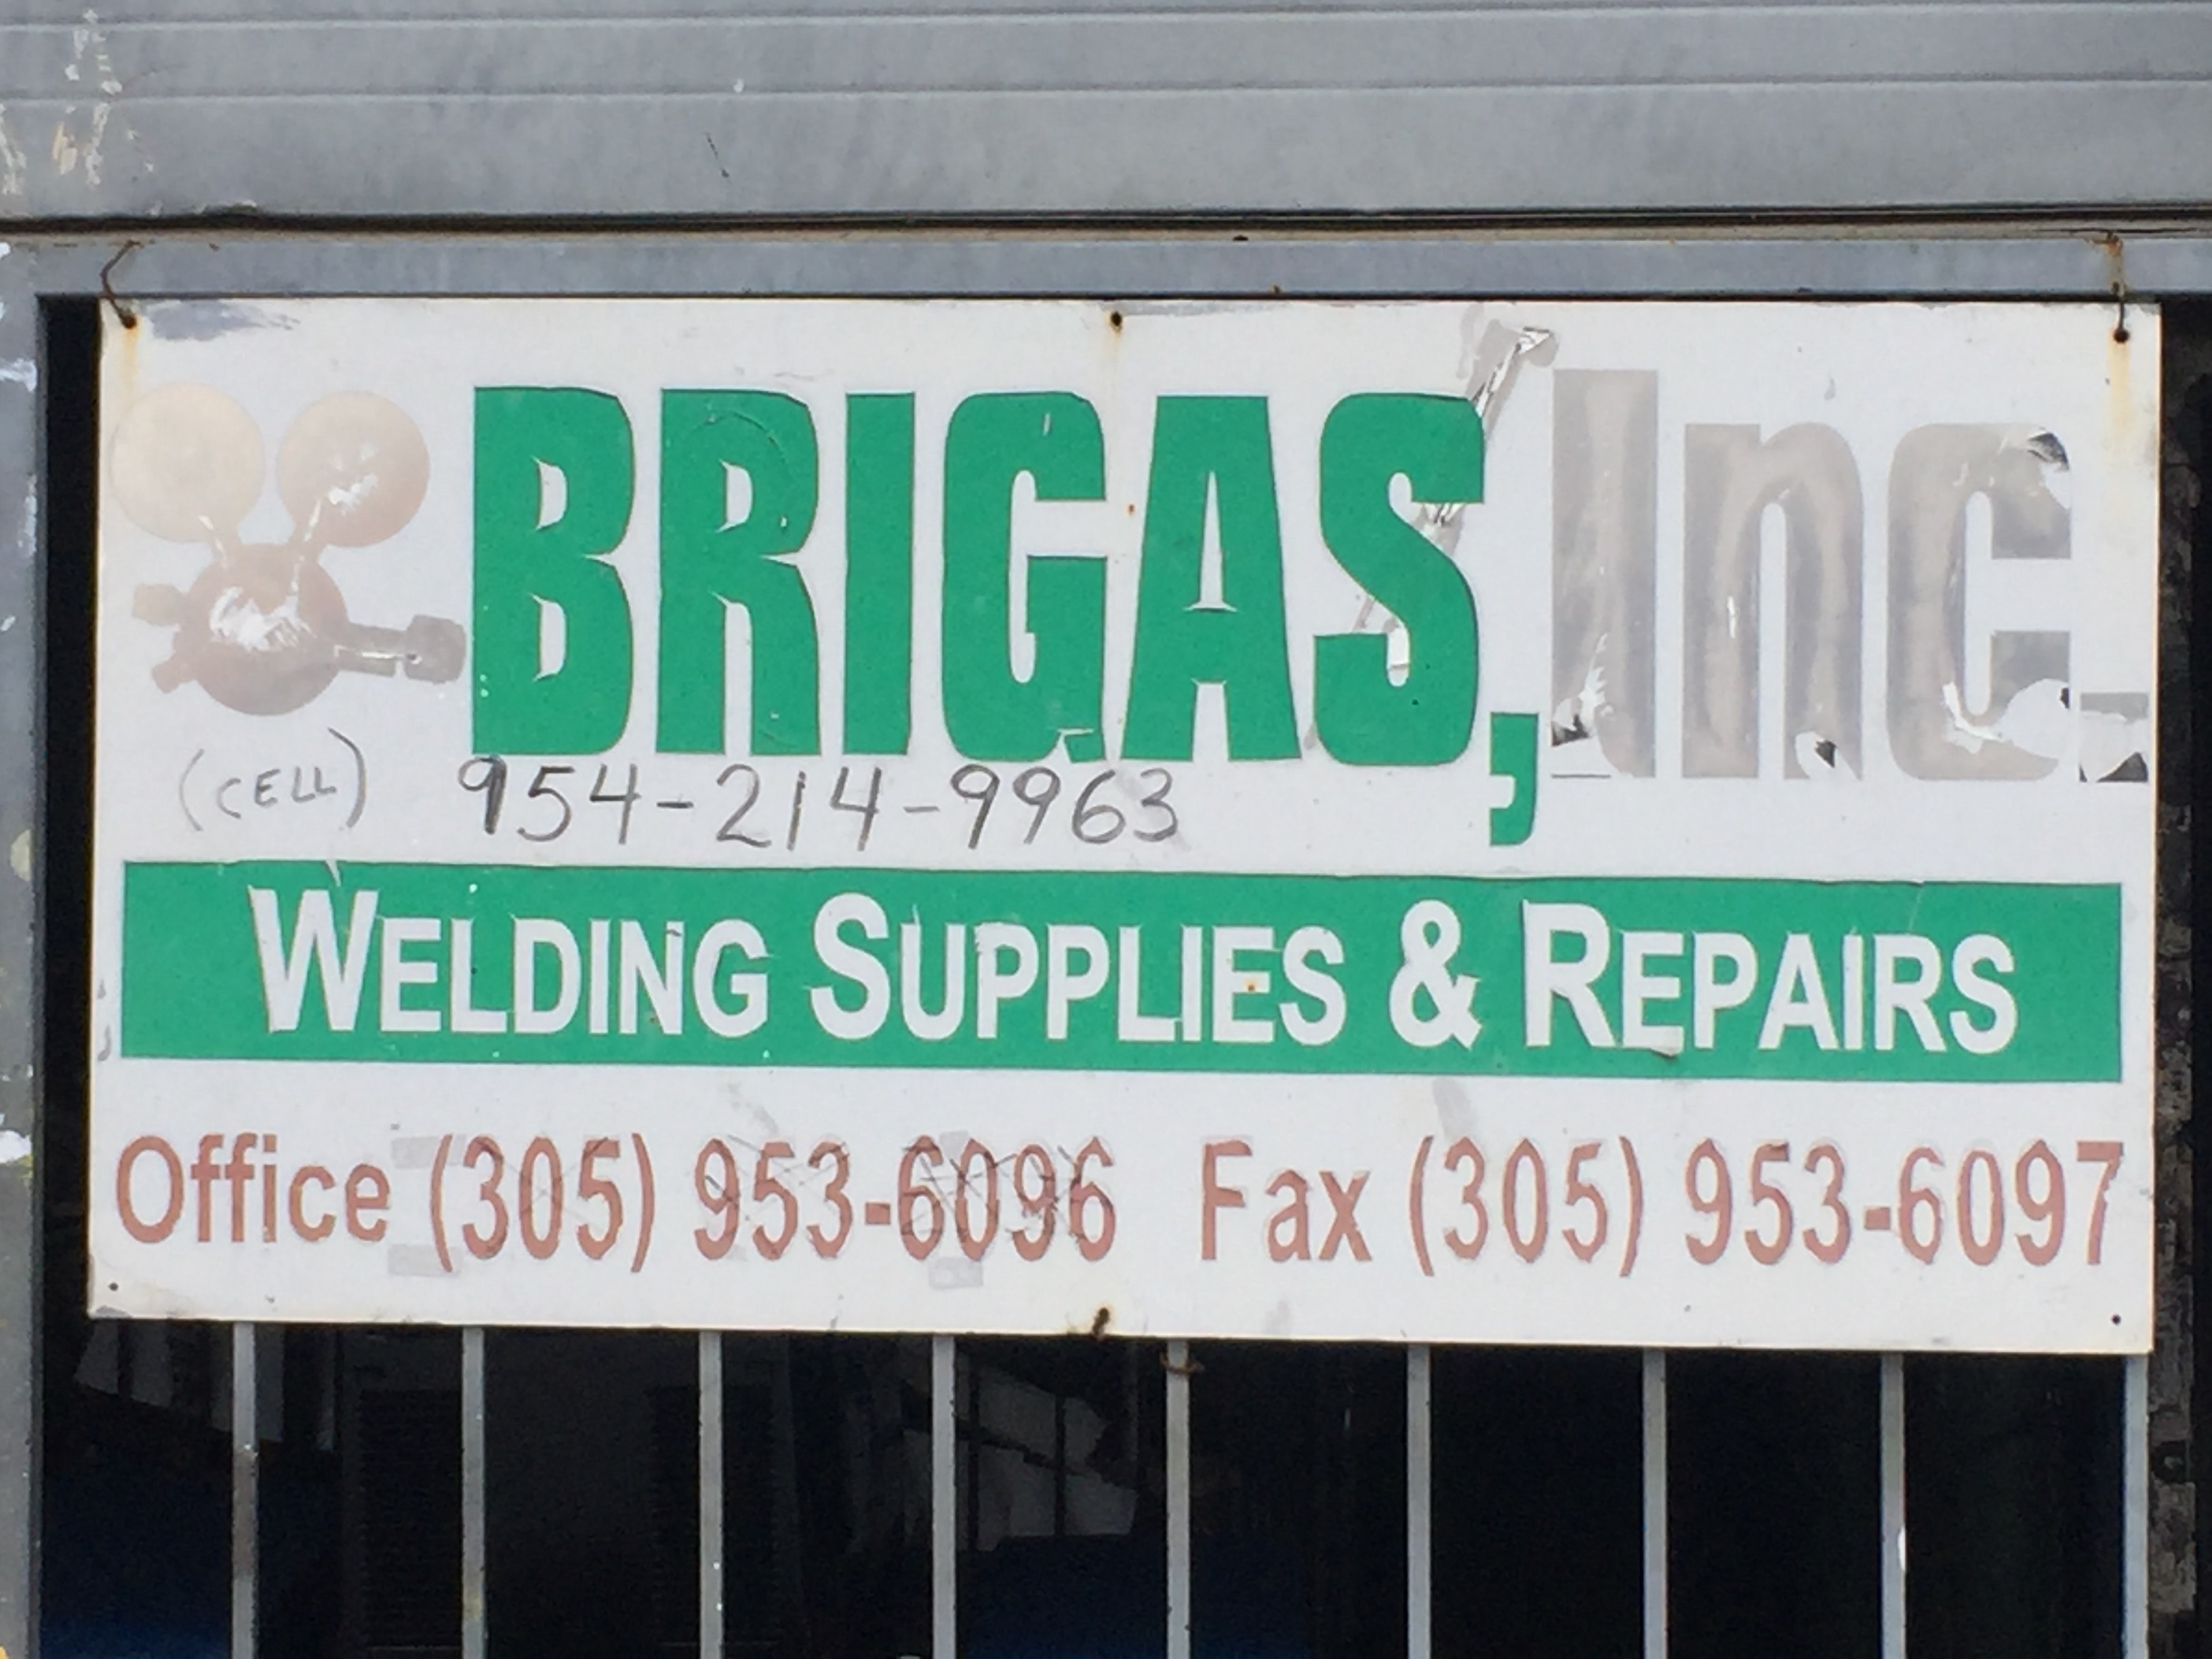 BRIGAS, Inc.
(CELL) 954-214-9963
WELDING SUPPLIES & REPAIRS
Office (305) 953-6096 Fax (305) 953-6097